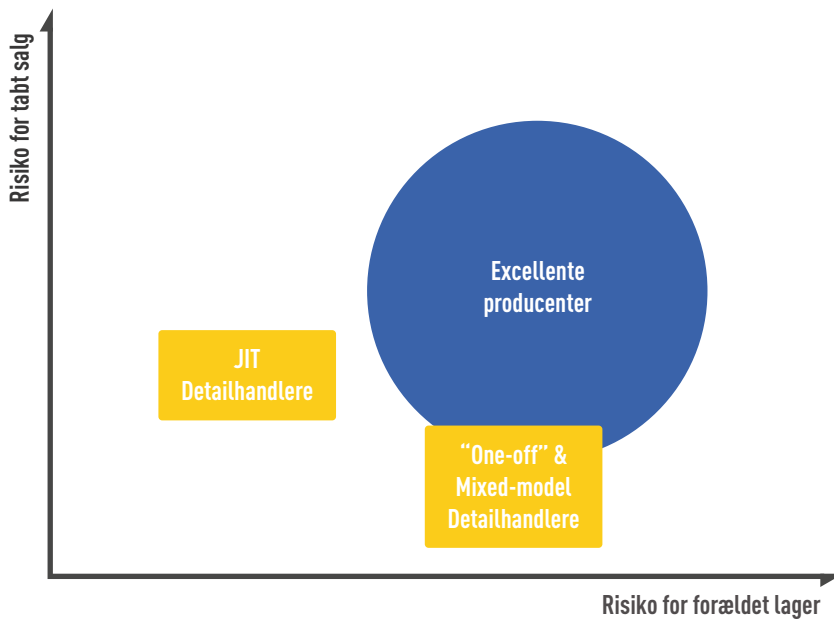 Risiko for tabt salg
Excellente
producenter
JIT
Detailhandlere
“One-off” &
Mixed-model
Detailhandlere
Risiko for forældet lager